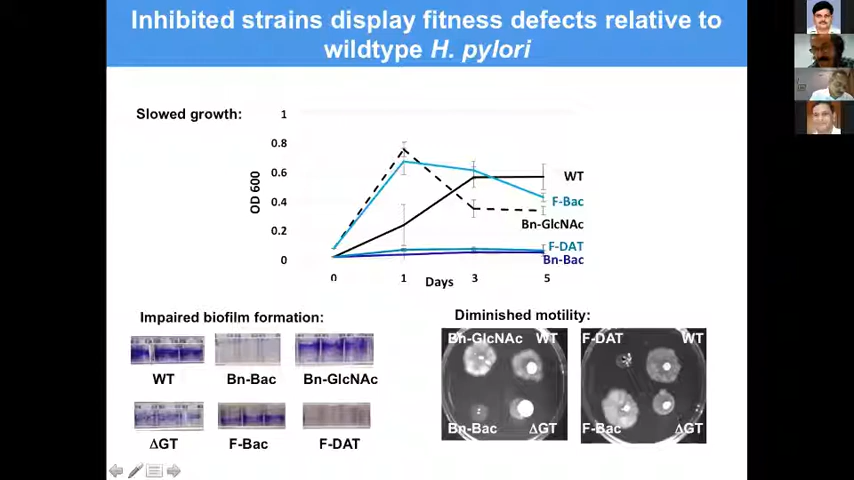 Inhibited strains display fitness defects relative to
wildtype H. pylori
Slowed growth:
1
0.8
0.6
0.4
0.2
0
OD 600
WT
F-Bac
Bn-GlcNAc
F-DAT
Bn-Bac
0
1
3
5
Days
Impaired biofilm formation:
WT
Bn-Bac
Bn-GlcNAc
ΔGT
F-Bac
F-DAT
Diminished motility:
Bn-GlcNAc WT
Bn-Bac ΔGT
F-DAT WT
F-Bac ΔGT